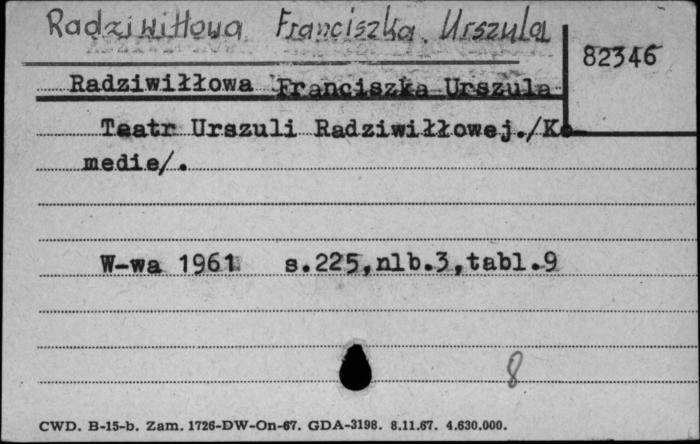 Radziwiłłowa Franciszka Urszula
82346
Radziwiłłowa Franciszka Urszula
Teatr Urszuli Radziwiłłowej./Ko-
medie/.
W-wa 1961 s.225,nlb.3,tabl.9
8
CWD. B-15-b. Zam. 1726-DW-On-67. GDA-3198. 8.11.67. 4.630.000.